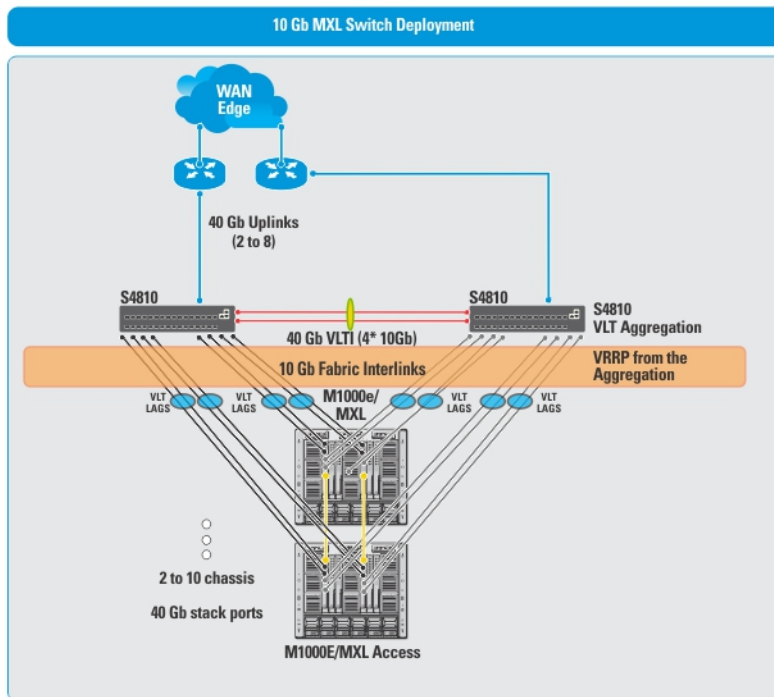 10 Gb MXL Switch Deployment
WAN
Edge
40 Gb Uplinks
(2 to 8)
S4810
S4810
S4810
VLT Aggregation
40 Gb VLTI (4* 10Gb)
10 Gb Fabric Interlinks
VRRP from the
Aggregation
VLT
LAGS
VLT
LAGS
M1000e/
MXL
VLT
LAGS
VLT
LAGS
2 to 10 chassis
40 Gb stack ports
M1000E/MXL Access